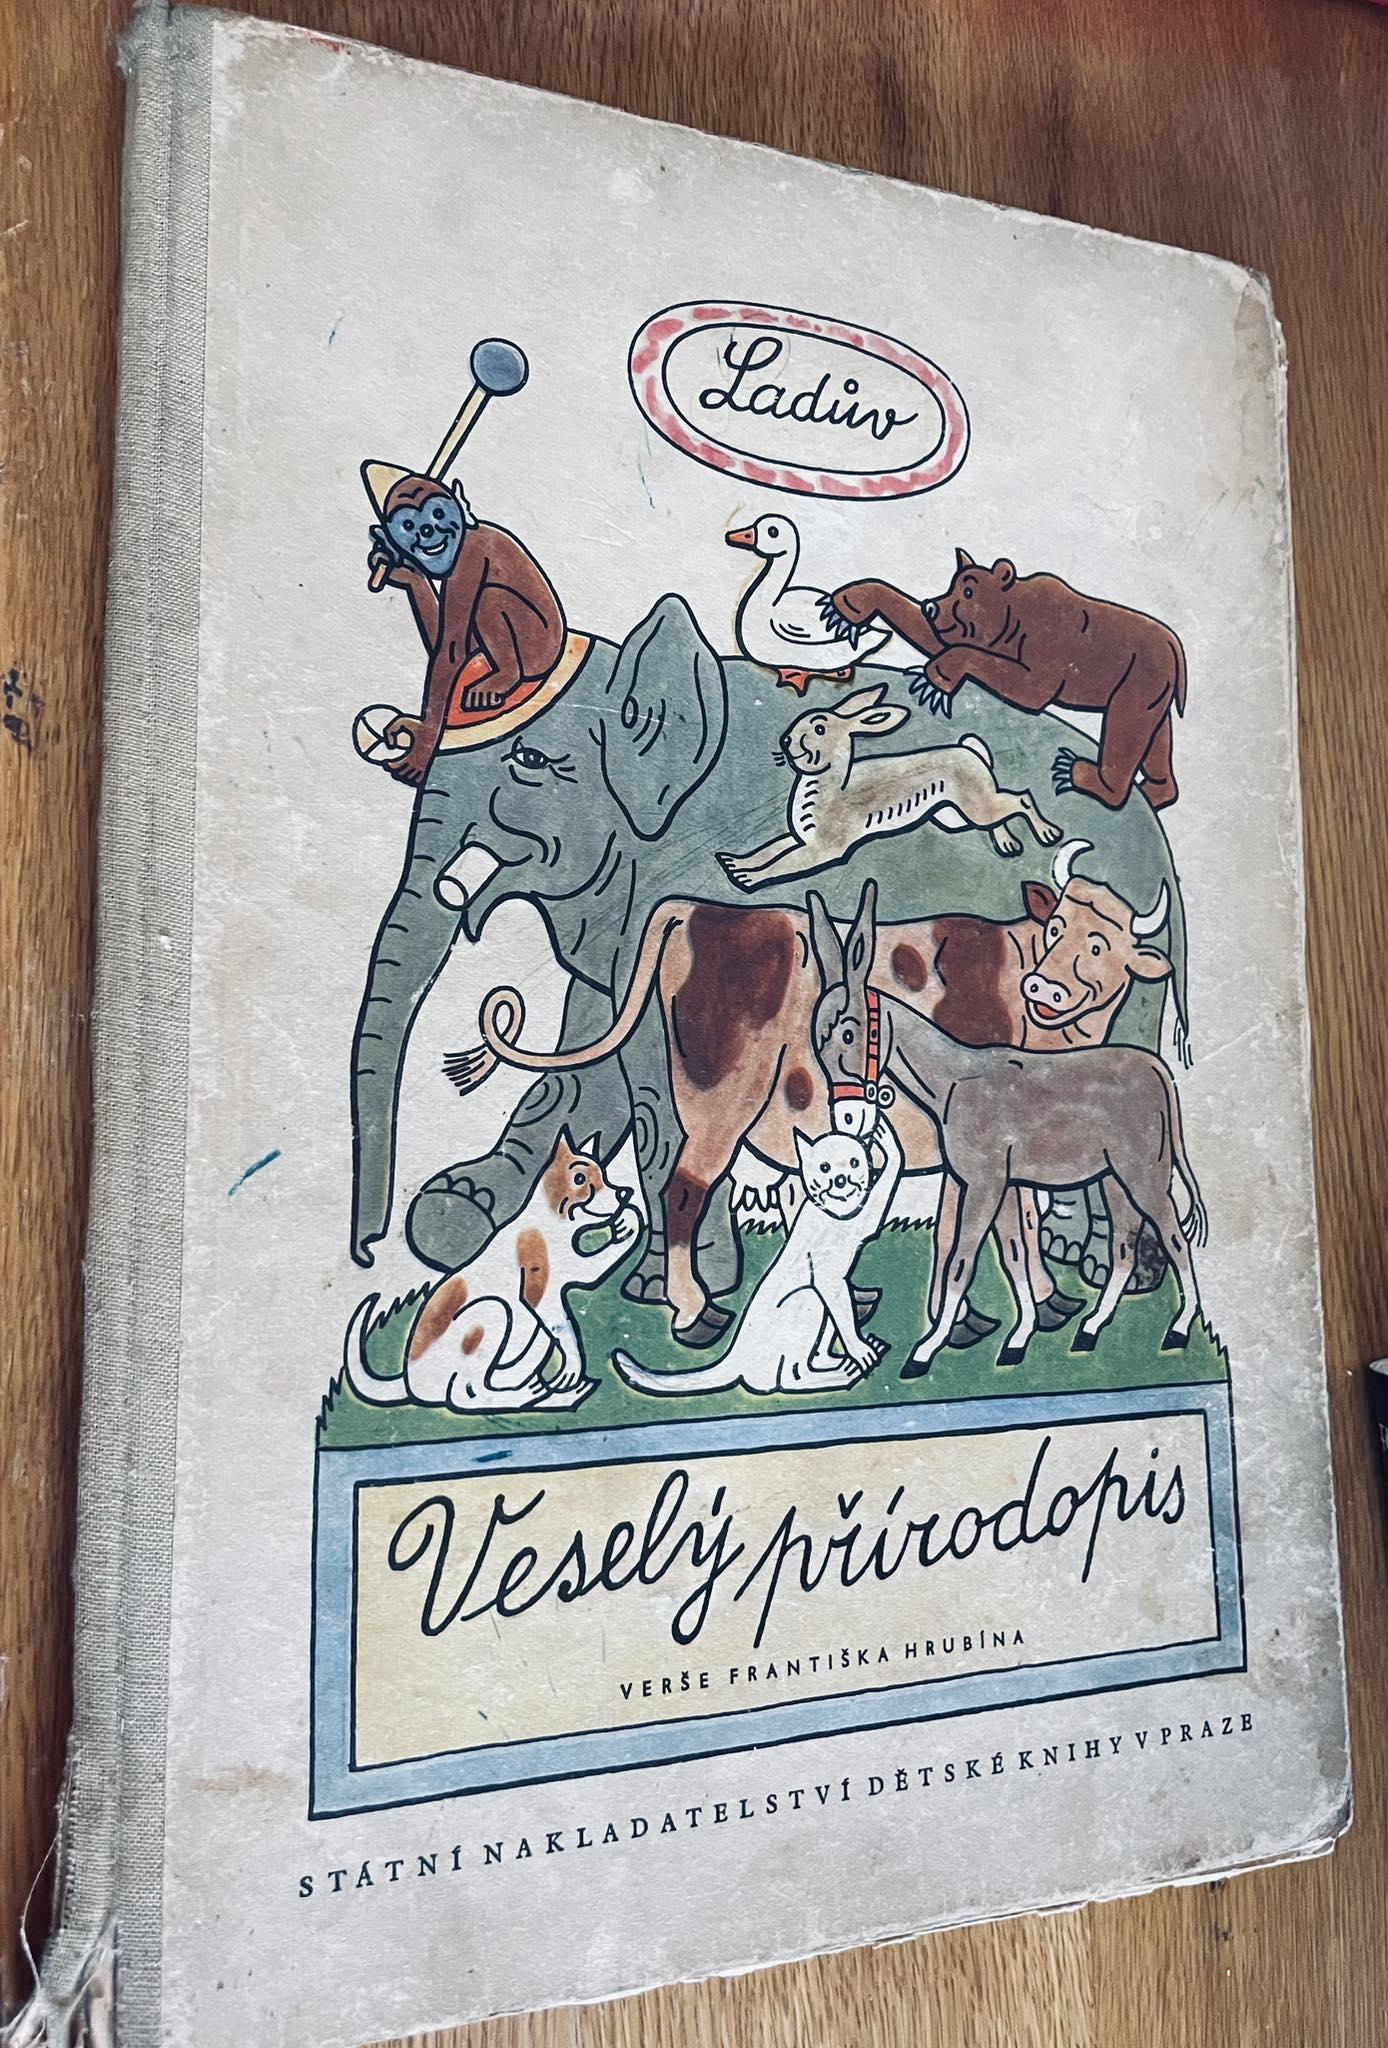 Ladův
Veselý přírodopis
VERŠE FRANTIŠKA HRUBÍNA
STÁTNÍ NAKLADATELSTVÍ DĚTSKÉ KNIHY V PRAZE